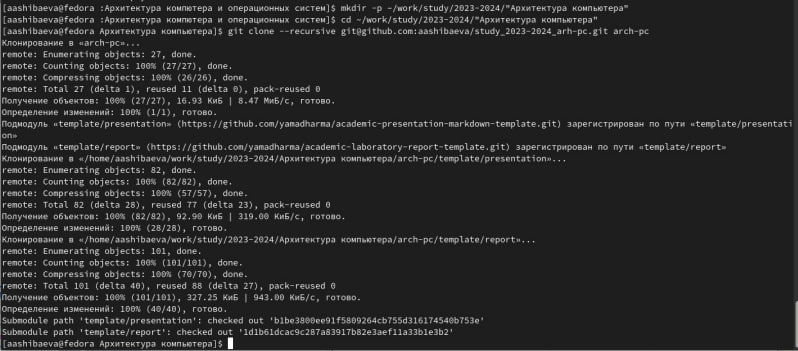 [aashibaeva@fedora :Архитектура компютера и операционных систем]$ mkdir -p ~/work/study/2023-2024/"Архитектура компьютера"
[aashibaeva@fedora :Архитектура компютера и операционных систем]$ cd ~/work/study/2023-2024/"Архитектура компьютера"
[aashibaeva@fedora Архитектура компьютера]$ git clone --recursive git@github.com:aashibaeva/study_2023-2024_arh-pc.git arch-pc
Клонирование в «arch-pc»...
remote: Enumerating objects: 27, done.
remote: Counting objects: 100% (27/27), done.
remote: Compressing objects: 100% (26/26), done.
remote: Total 27 (delta 1), reused 11 (delta 0), pack-reused 0
Получение объектов: 100% (27/27), 16.93 КиБ | 8.47 МиБ/с, готово.
Определение изменений: 100% (1/1), готово.
Подмодуль «template/presentation» (https://github.com/yamadharma/academic-presentation-markdown-template.git) зарегистрирован по пути «template/presentati
on»
Подмодуль «template/report» (https://github.com/yamadharma/academic-laboratory-report-template.git) зарегистрирован по пути «template/report»
Клонирование в «/home/aashibaeva/work/study/2023-2024/Архитектура компьютера/arch-pc/template/presentation»...
remote: Enumerating objects: 82, done.
remote: Counting objects: 100% (82/82), done.
remote: Compressing objects: 100% (57/57), done.
remote: Total 82 (delta 28), reused 77 (delta 23), pack-reused 0
Получение объектов: 100% (82/82), 92.90 КиБ | 319.00 КиБ/с, готово.
Определение изменений: 100% (28/28), готово.
Клонирование в «/home/aashibaeva/work/study/2023-2024/Архитектура компьютера/arch-pc/template/report»...
remote: Enumerating objects: 101, done.
remote: Counting objects: 100% (101/101), done.
remote: Compressing objects: 100% (70/70), done.
remote: Total 101 (delta 40), reused 88 (delta 27), pack-reused 0
Получение объектов: 100% (101/101), 327.25 КиБ | 943.00 КиБ/с, готово.
Определение изменений: 100% (40/40), готово.
Submodule path 'template/presentation': checked out 'b1be3800ee91f5809264cb755d316174540b753e'
Submodule path 'template/report': checked out '1d1b61dcac9c287a83917b82e3aef11a33b1e3b2'
[aashibaeva@fedora Архитектура компьютера]$